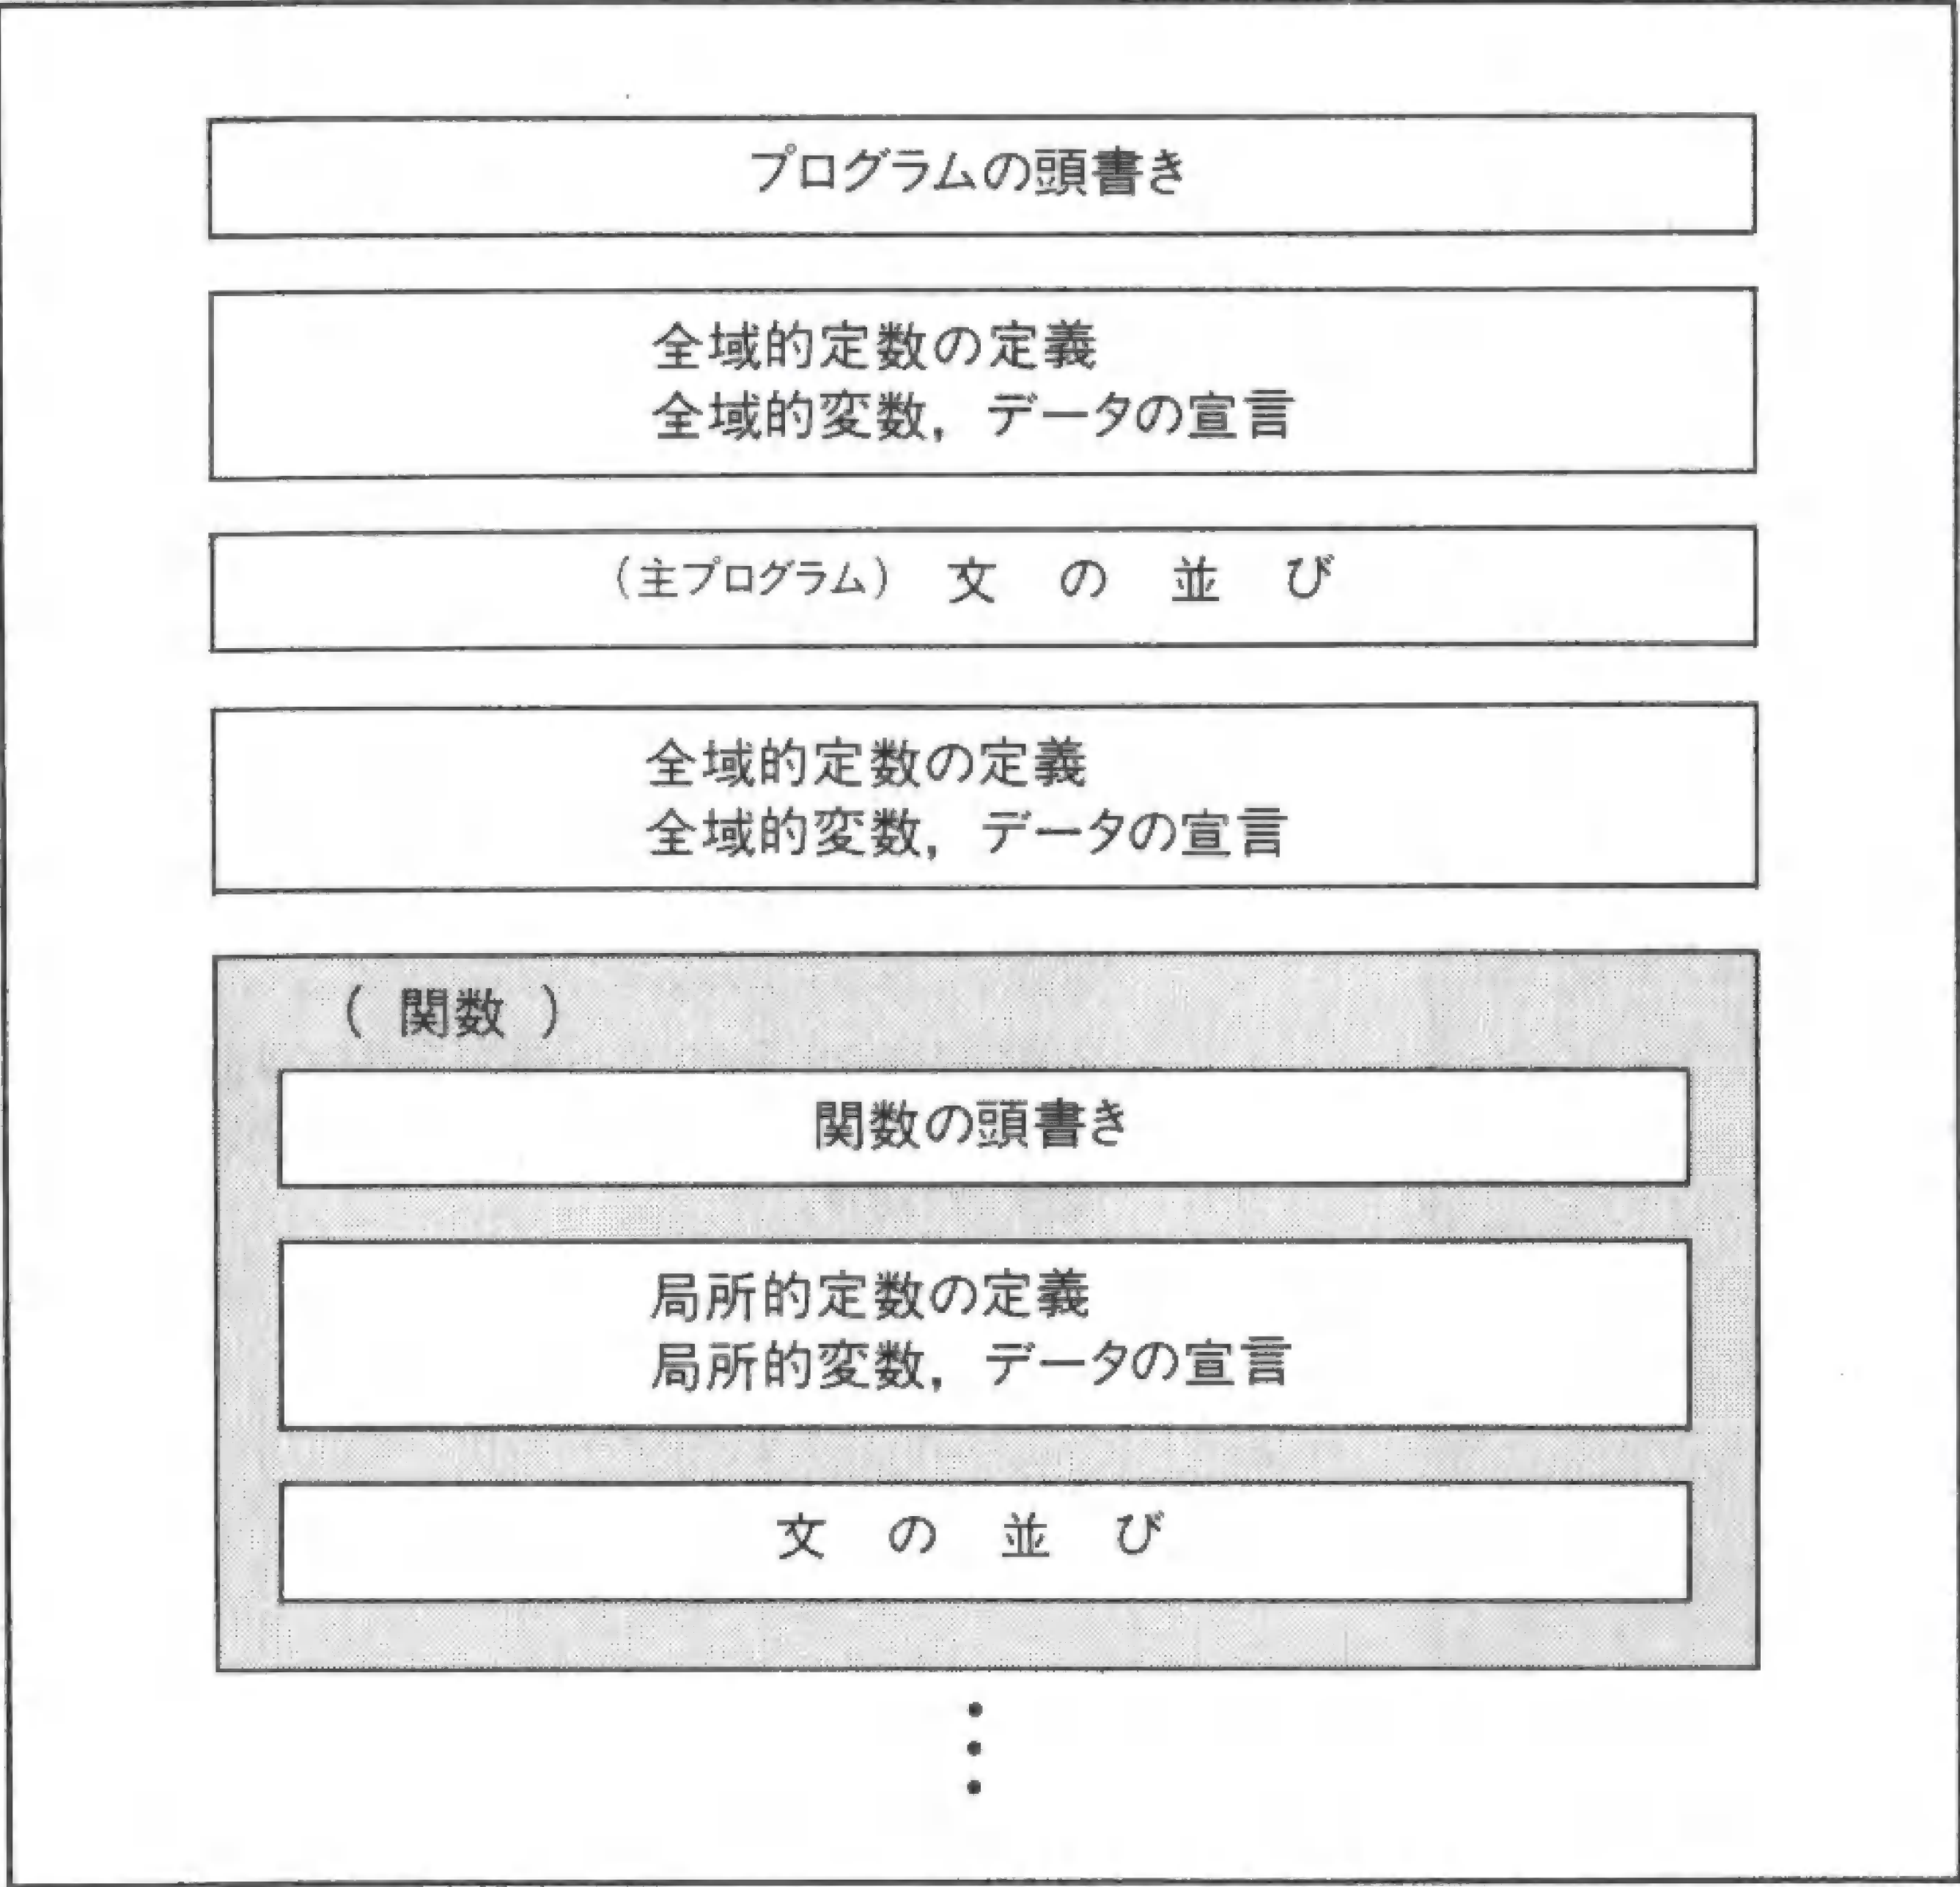 プログラムの頭書き
全域的定数の定義
全域的変数，データの宣言
（主プログラム） 文 の 並 び
全域的定数の定義
全域的変数，データの宣言
（ 関数 ）
関数の頭書き
局所的定数の定義
局所的変数，データの宣言
文 の 並 び